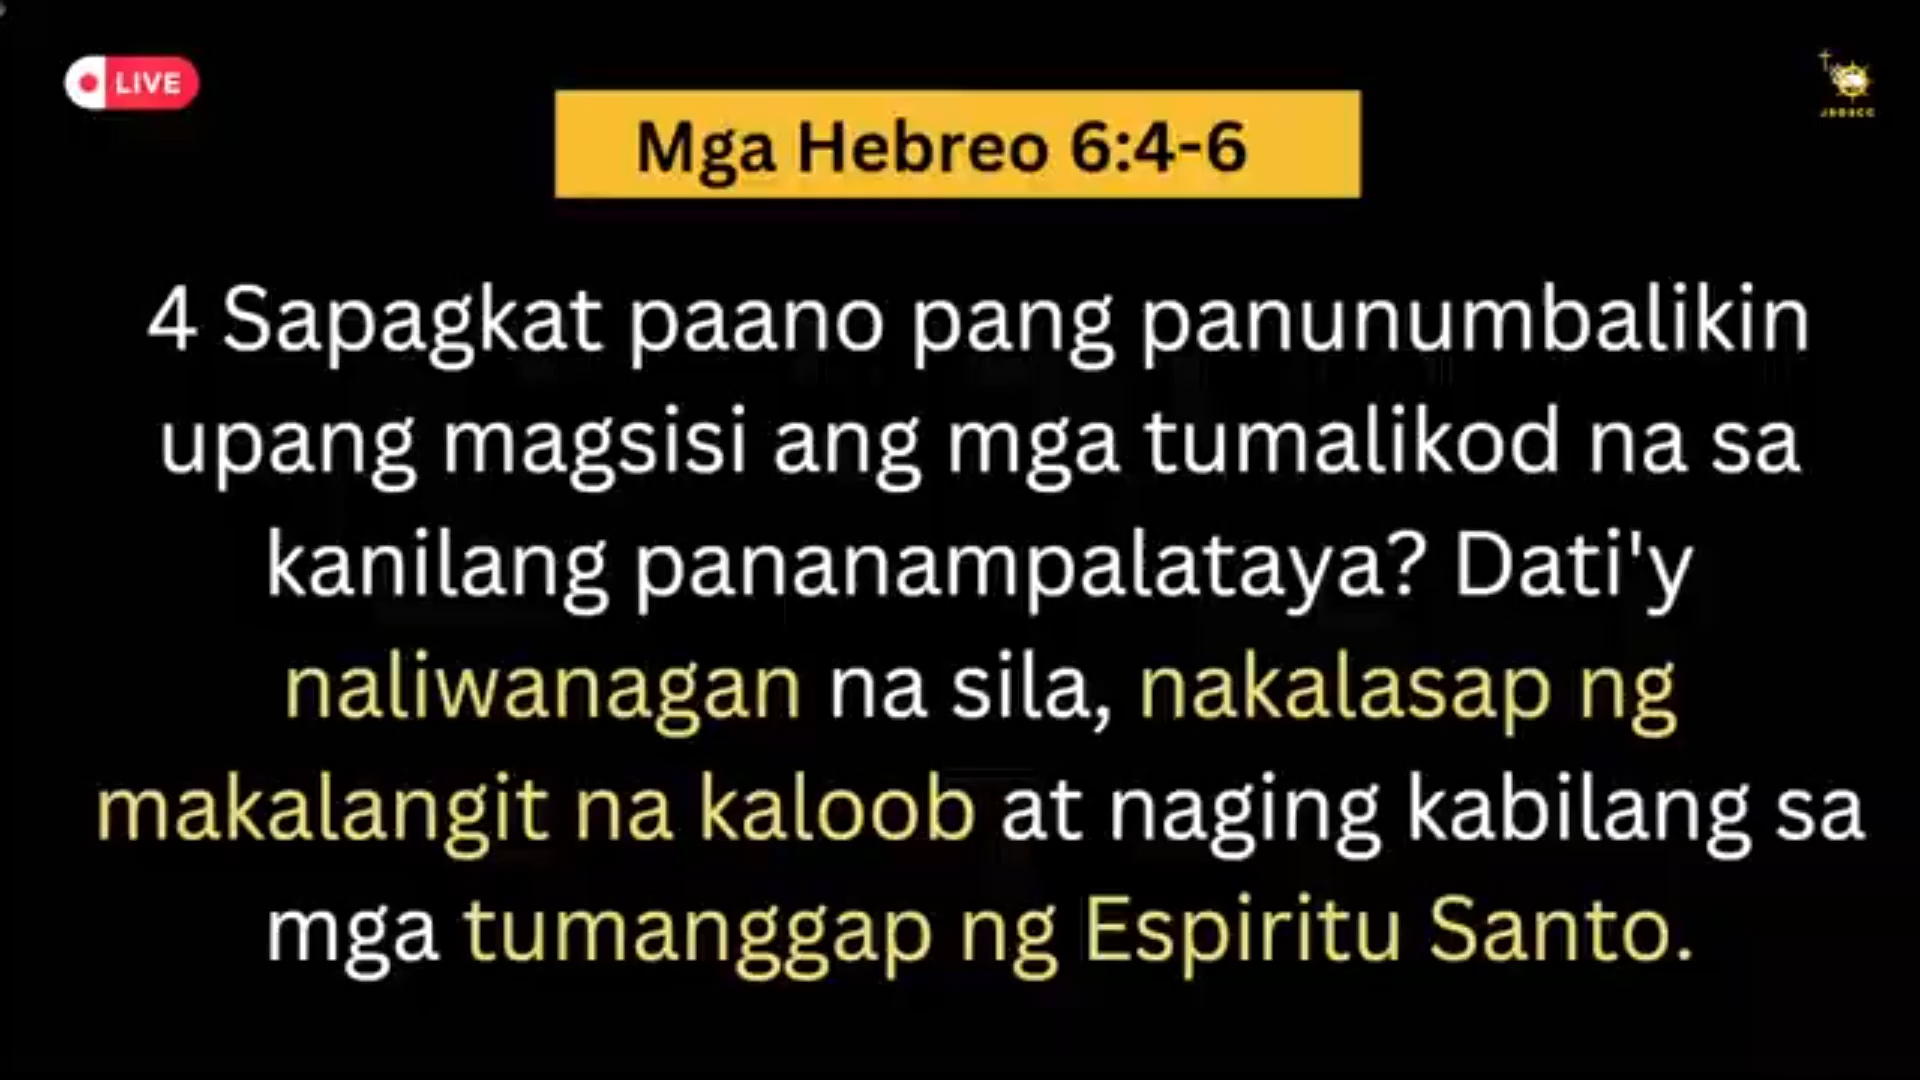 LIVE
Mga Hebreo 6:4-6
4 Sapagkat paano pang panunumbalikin
upang magsisi ang mga tumalikod na sa
kanilang pananampalataya? Dati'y
naliwanagan na sila, nakalasap ng
makalangit na kaloob at naging kabilang sa
mga tumanggap ng Espiritu Santo.